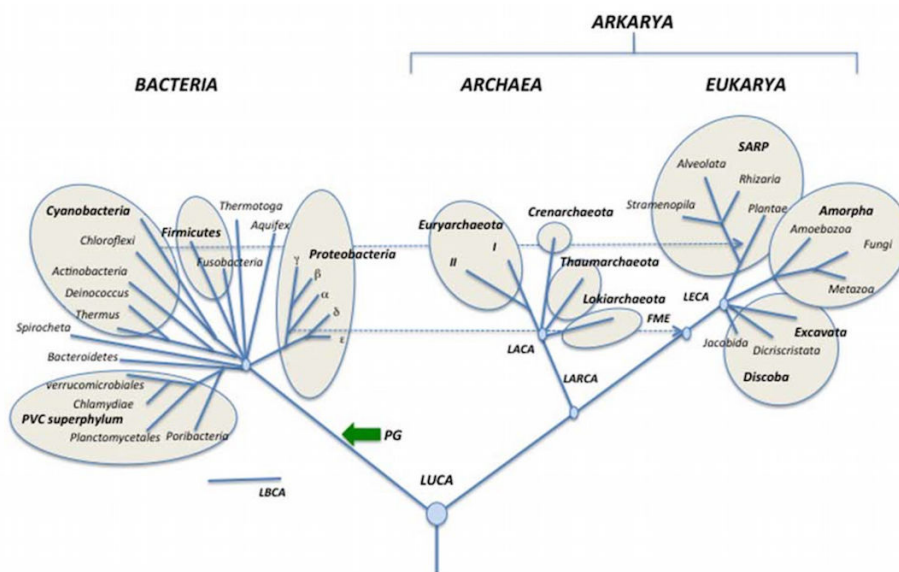 ARKARYA
BACTERIA
ARCHAEA
EUKARYA
SARP
Alveolata
Rhizaria
Stramenopila
Plantae
Cyanobacteria
Thermotoga
Firmicutes
Aquifex
Chloroflexi
Fusobacteria
Proteobacteria
Actinobacteria
γ
β
Deinococcus
α
Thermus
δ
Spirocheta
ε
Bacteroidetes
verrucomicrobiales
Chlamydiae
PVC superphylum
Planctomycetales
Poribacteria
LBCA
PG
LUCA
Euryarchaeota
I
II
Crenarchaeota
Thaumarchaeota
Lokiarchaeota
FME
LACA
LARCA
LECA
Amorpha
Amoebozoa
Fungi
Metazoa
Jacobida
Excavata
Dicriscristata
Discoba